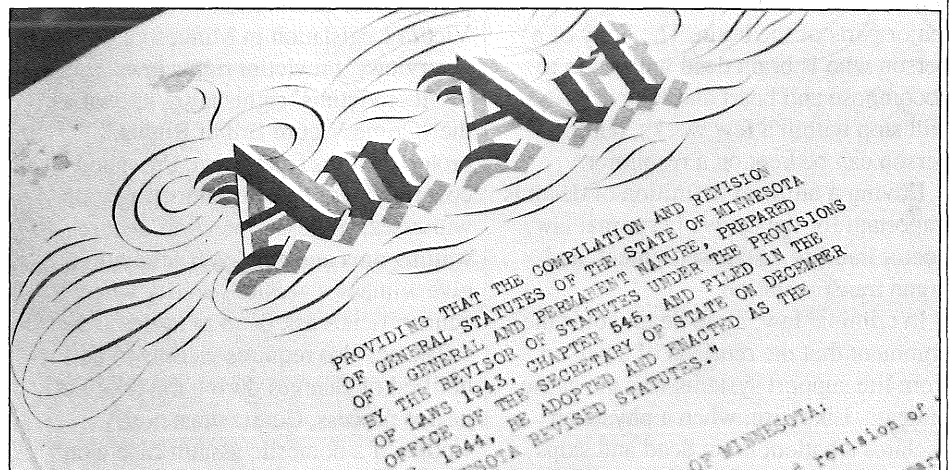 An Act
PROVIDING THAT THE COMPILATION AND REVISION
OF GENERAL STATUTES OF THE STATE OF MINNESOTA
OF A GENERAL AND PERMANENT NATURE, PREPARED
BY THE REVISOR OF STATUTES UNDER THE PROVISIONS
OF LAWS 1943, CHAPTER 545, AND FILED IN THE
OFFICE OF THE SECRETARY OF STATE ON DECEMBER
1944, BE ADOPTED AND ENACTED AS THE
NESOTA REVISED STATUTES."
OF MINNESOTA:
revision of